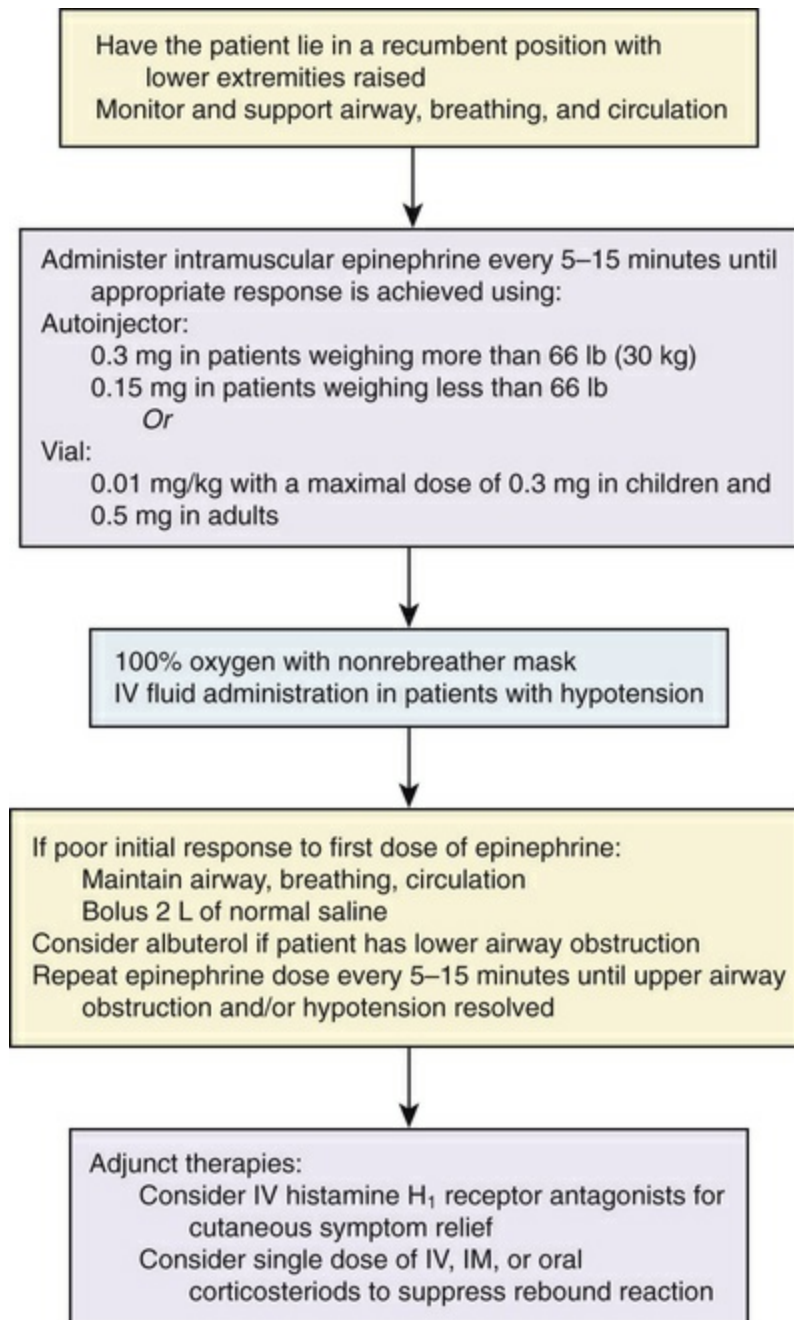 Have the patient lie in a recumbent position with
lower extremities raised
Monitor and support airway, breathing, and circulation
Administer intramuscular epinephrine every 5–15 minutes until
appropriate response is achieved using:
Autoinjector:
0.3 mg in patients weighing more than 66 lb (30 kg)
0.15 mg in patients weighing less than 66 lb
Or
Vial:
0.01 mg/kg with a maximal dose of 0.3 mg in children and
0.5 mg in adults
100% oxygen with nonrebreather mask
IV fluid administration in patients with hypotension
If poor initial response to first dose of epinephrine:
Maintain airway, breathing, circulation
Bolus 2 L of normal saline
Consider albuterol if patient has lower airway obstruction
Repeat epinephrine dose every 5–15 minutes until upper airway
obstruction and/or hypotension resolved
Adjunct therapies:
Consider IV histamine H₁ receptor antagonists for
cutaneous symptom relief
Consider single dose of IV, IM, or oral
corticosteriods to suppress rebound reaction